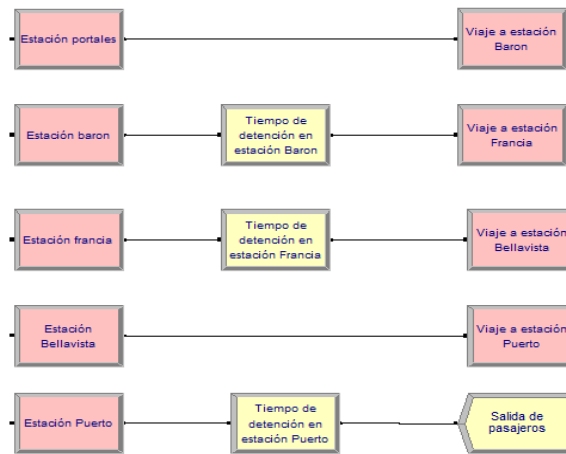 Estación portales
Viaje a estación
Baron
Estación baron
Tiempo de
detención en
estación Baron
Viaje a estación
Francia
Estación francia
Tiempo de
detención en
estación Francia
Viaje a estación
Bellavista
Estación
Bellavista
Viaje a estación
Puerto
Estación Puerto
Tiempo de
detención en
estación Puerto
Salida de
pasajeros